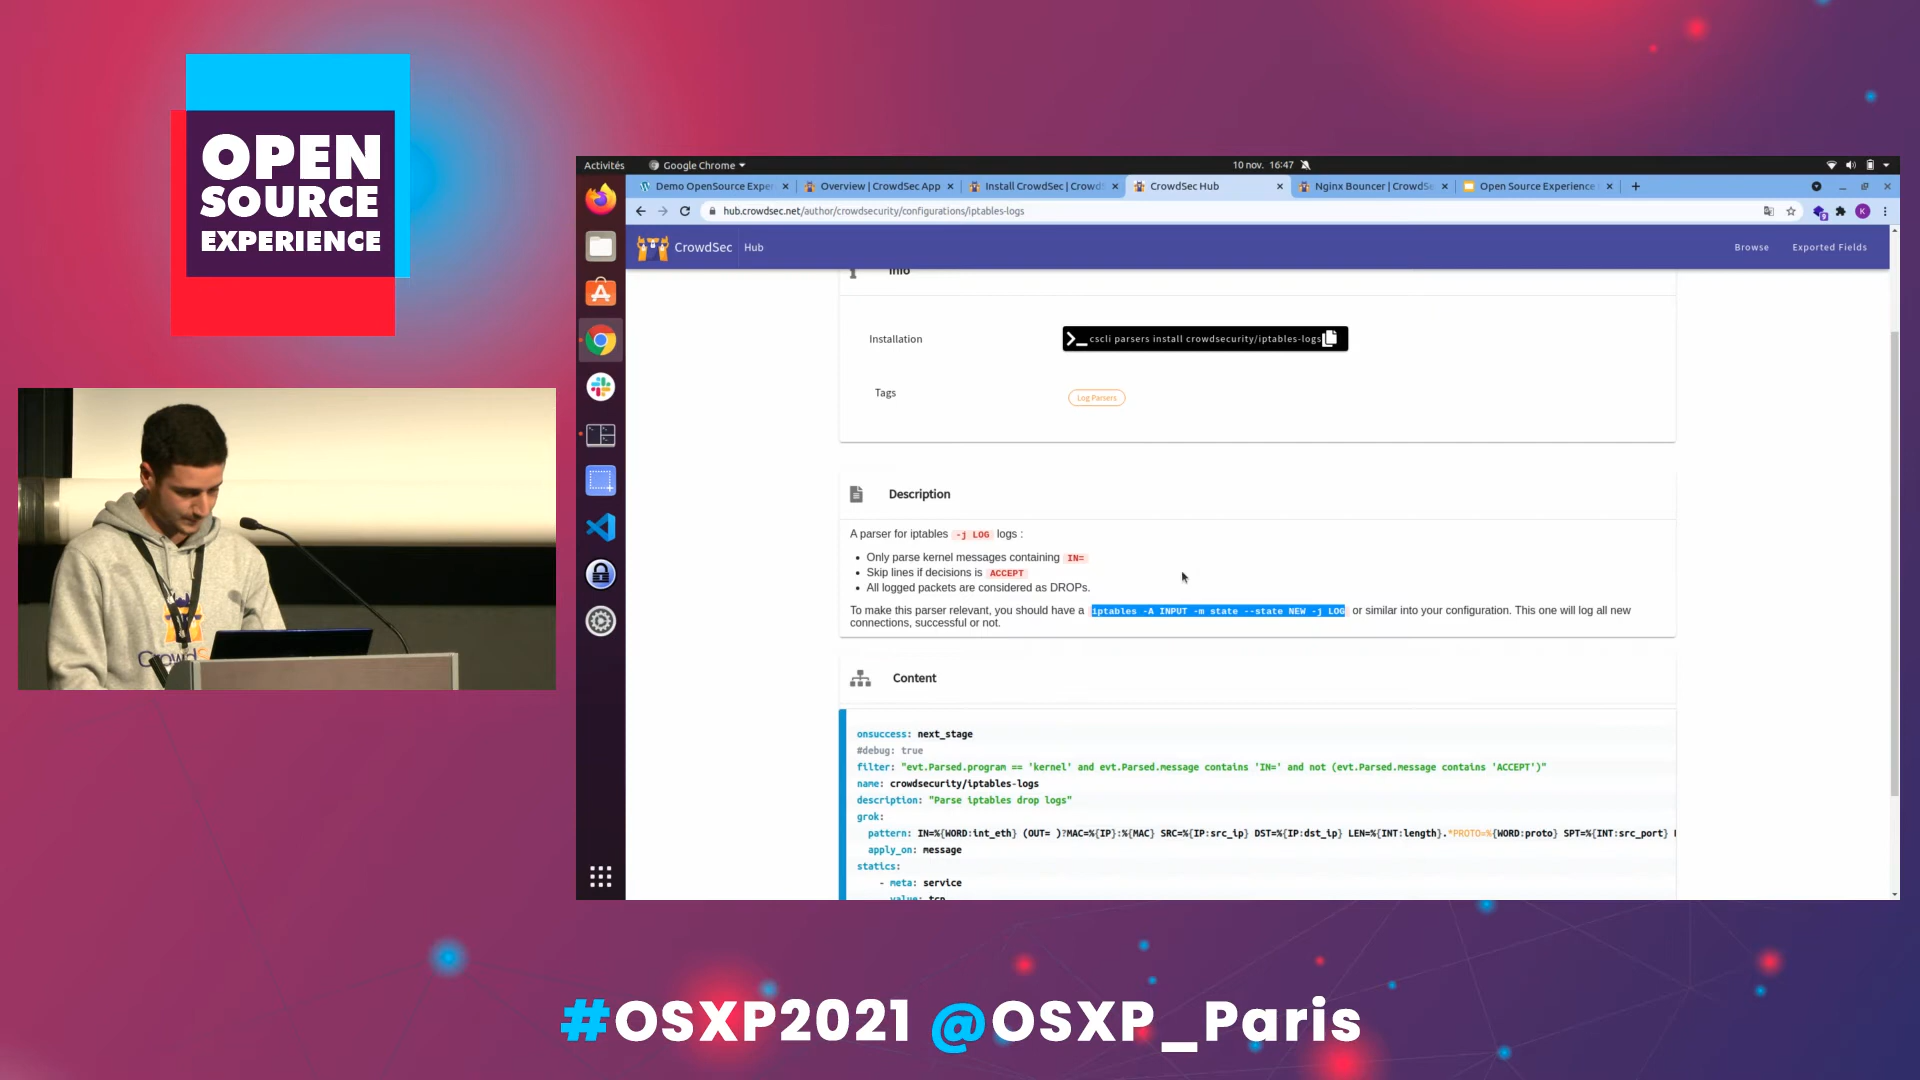 OPEN
SOURCE
EXPERIENCE
Activités
Google Chrome
10 nov. 16:47
Demo OpenSource Exper
Overview | CrowdSec App
Install CrowdSec | Crowd
CrowdSec Hub
Nginx Bouncer | CrowdSe
Open Source Experience
hub.crowdsec.net/author/crowdsecurity/configurations/iptables-logs
K
CrowdSec
Hub
Browse
Exported Fields
Info
Installation
cscli parsers install crowdsecurity/iptables-logs
Tags
Log Parsers
Description
A parser for iptables -j LOG logs :
• Only parse kernel messages containing IN=
• Skip lines if decisions is ACCEPT
• All logged packets are considered as DROPs.
To make this parser relevant, you should have a iptables -A INPUT -m state --state NEW -j LOG or similar into your configuration. This one will log all new
connections, successful or not.
Content
onsuccess: next_stage
#debug: true
filter: "evt.Parsed.program == 'kernel' and evt.Parsed.message contains 'IN=' and not (evt.Parsed.message contains 'ACCEPT')"
name: crowdsecurity/iptables-logs
description: "Parse iptables drop logs"
grok:
pattern: IN=%{WORD:int_eth} (OUT= )?MAC=%{IP}:%{MAC} SRC=%{IP:src_ip} DST=%{IP:dst_ip} LEN=%{INT:length}.*PROTO=%{WORD:proto} SPT=%{INT:src_port}
apply_on: message
statics:
- meta: service
value: tcp
#OSXP2021 @OSXP_Paris